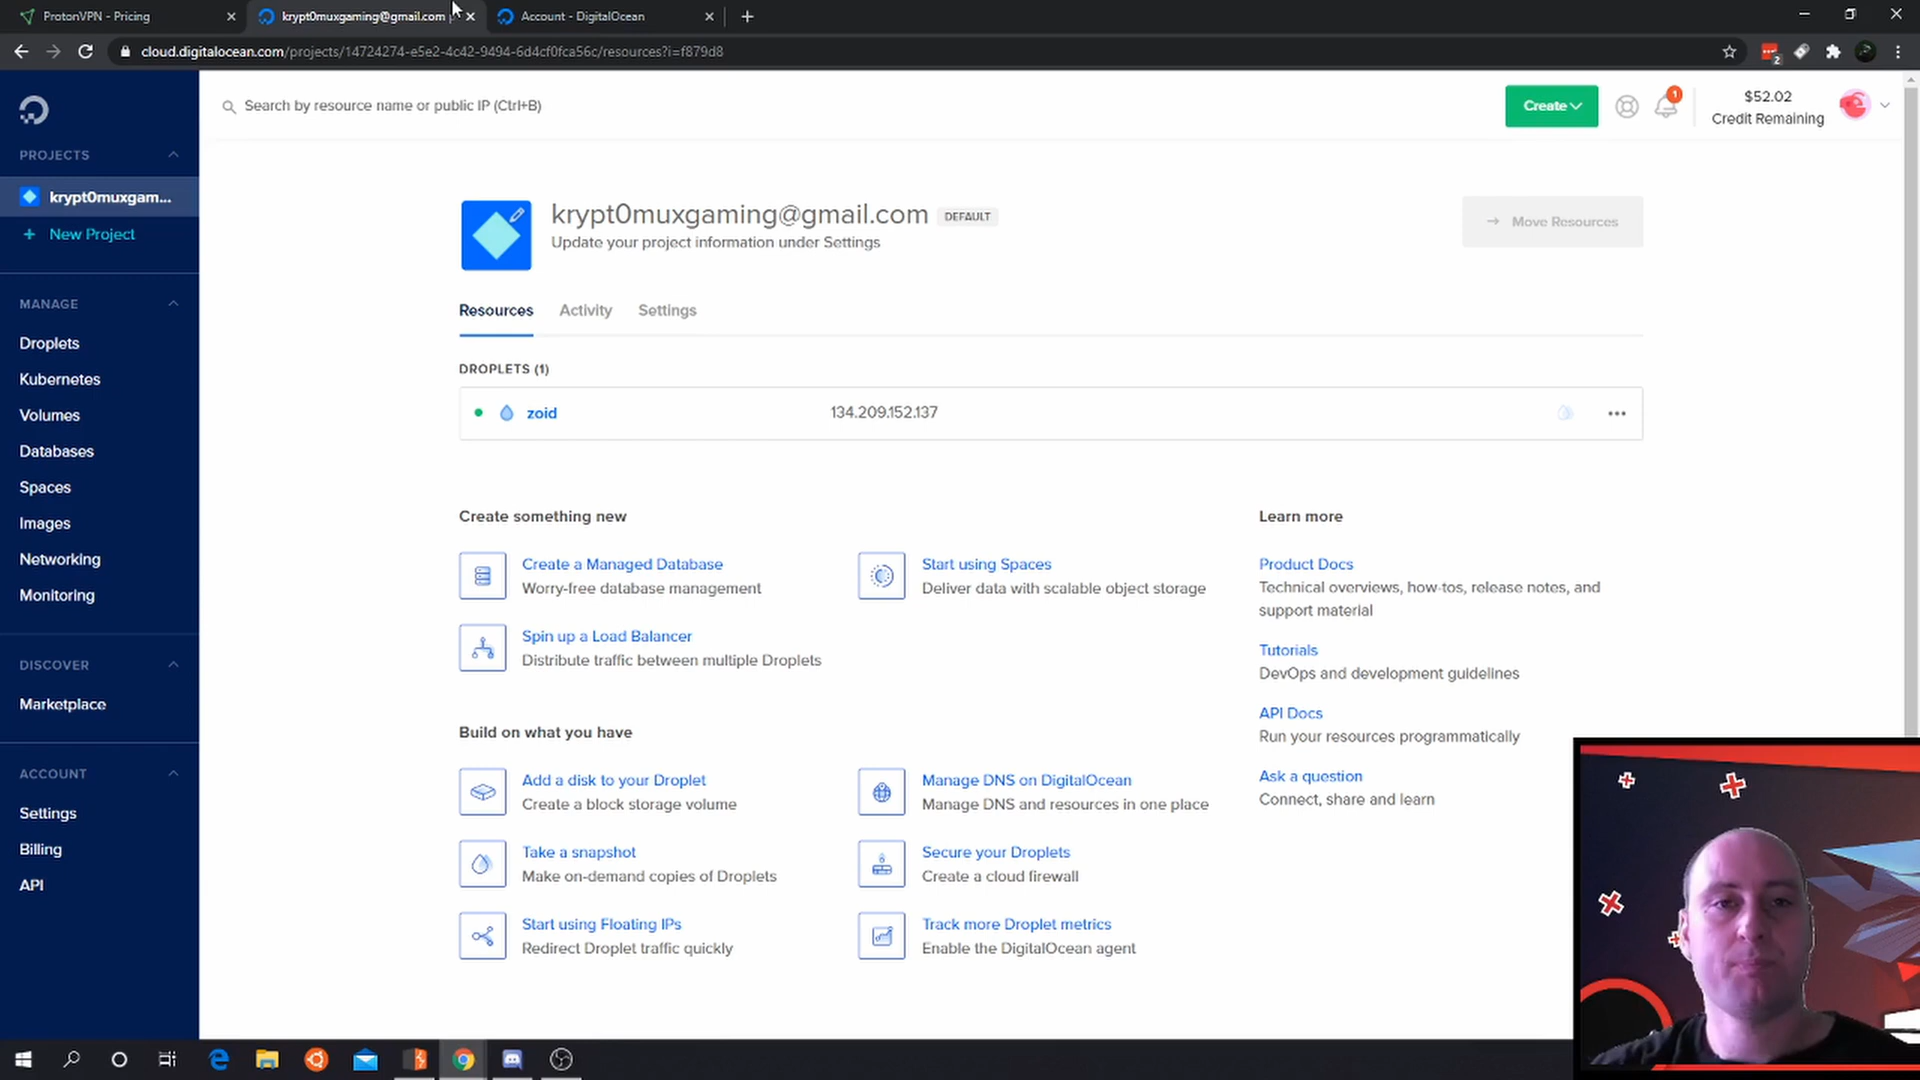 ProtonVPN - Pricing
krypt0muxgaming@gmail.com
Account - DigitalOcean
cloud.digitalocean.com/projects/14724274-e5e2-4c42-9494-6d4cf0fca56c/resources?i=f879d8
2
Search by resource name or public IP (Ctrl+B)
Create
1
$52.02
Credit Remaining
PROJECTS
krypt0muxgam...
+ New Project
MANAGE
Droplets
Kubernetes
Volumes
Databases
Spaces
Images
Networking
Monitoring
DISCOVER
Marketplace
ACCOUNT
Settings
Billing
API
krypt0muxgaming@gmail.com DEFAULT
Update your project information under Settings
Move Resources
Resources Activity Settings
DROPLETS (1)
zoid 134.209.152.137
Create something new
Create a Managed Database
Worry-free database management
Start using Spaces
Deliver data with scalable object storage
Spin up a Load Balancer
Distribute traffic between multiple Droplets
Learn more
Product Docs
Technical overviews, how-tos, release notes, and
support material
Tutorials
DevOps and development guidelines
API Docs
Run your resources programmatically
Ask a question
Connect, share and learn
Build on what you have
Add a disk to your Droplet
Create a block storage volume
Manage DNS on DigitalOcean
Manage DNS and resources in one place
Take a snapshot
Make on-demand copies of Droplets
Secure your Droplets
Create a cloud firewall
Start using Floating IPs
Redirect Droplet traffic quickly
Track more Droplet metrics
Enable the DigitalOcean agent